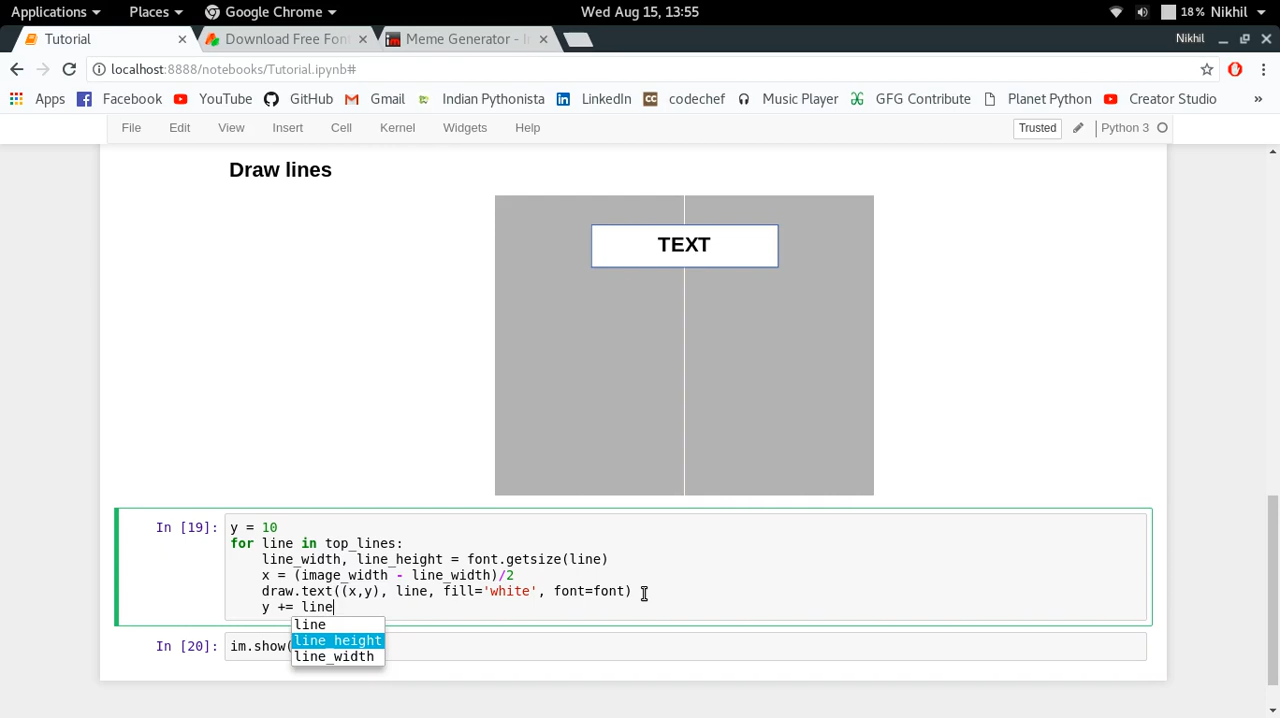 Applications Places Google Chrome Wed Aug 15, 13:55 18% Nikhil
Tutorial Download Free Fon Meme Generator - I Nikhil
localhost:8888/notebooks/Tutorial.ipynb#
Apps Facebook YouTube GitHub Gmail Indian Pythonista LinkedIn codechef Music Player GFG Contribute Planet Python Creator Studio »
File Edit View Insert Cell Kernel Widgets Help Trusted Python 3
Draw lines
TEXT
In [19]: y = 10
for line in top_lines:
line_width, line_height = font.getsize(line)
x = (image_width - line_width)/2
draw.text((x,y), line, fill='white', font=font)
y += line
line
line_height
In [20]: im.show(
line_width